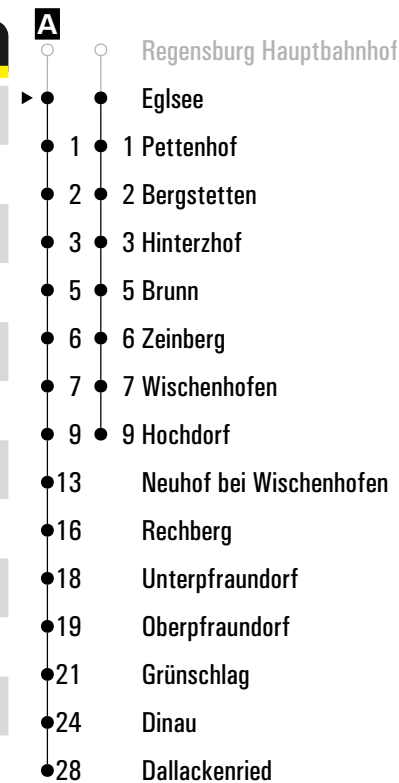 A
Regensburg Hauptbahnhof
Eglsee
1 1 Pettenhof
2 2 Bergstetten
3 3 Hinterzhof
5 5 Brunn
6 6 Zeinberg
7 7 Wischenhofen
9 9 Hochdorf
13 Neuhof bei Wischenhofen
16 Rechberg
18 Unterpfraundorf
19 Oberpfraundorf
21 Grünschlag
24 Dinau
28 Dallackenried